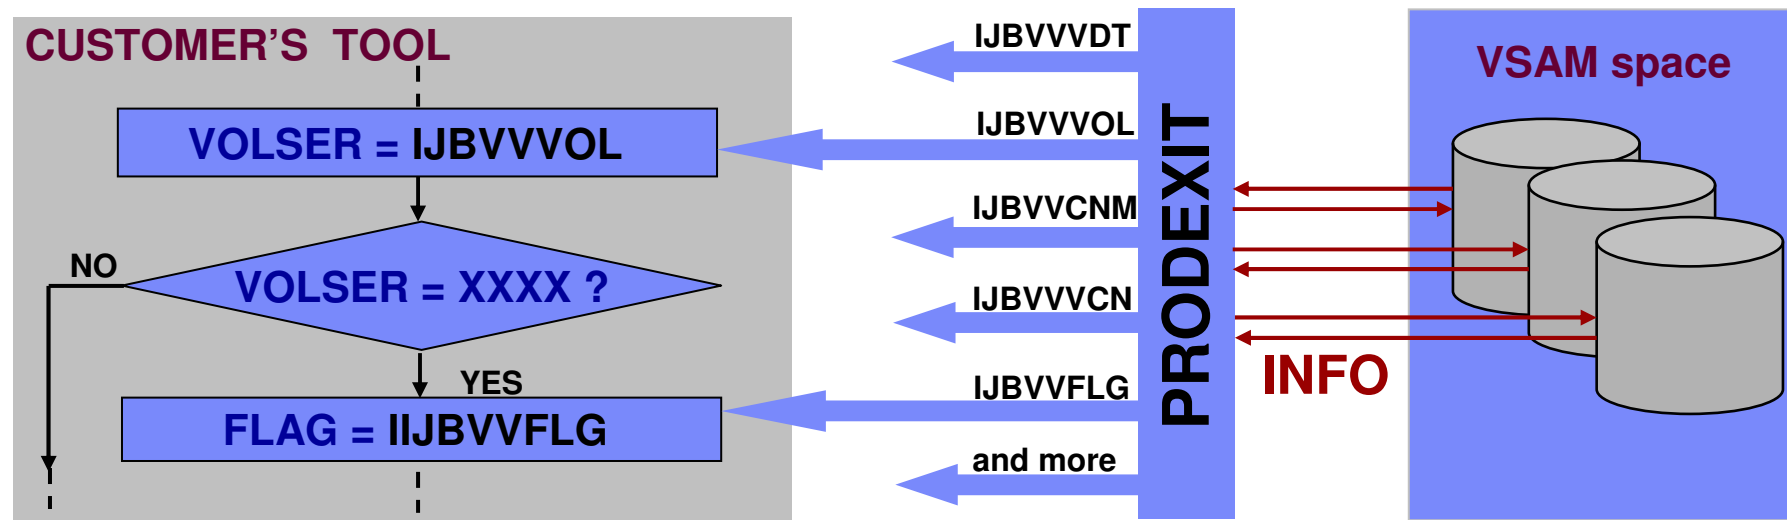 CUSTOMER’S TOOL
VOLSER = IJBVVVOL
VOLSER = XXXX ?
NO
YES
FLAG = IIJBVVFLG
IJBVVVDT
IJBVVVOL
IJBVVCNM
IJBVVVCN
IJBVVFLG
and more
PRODEXIT
INFO
VSAM space